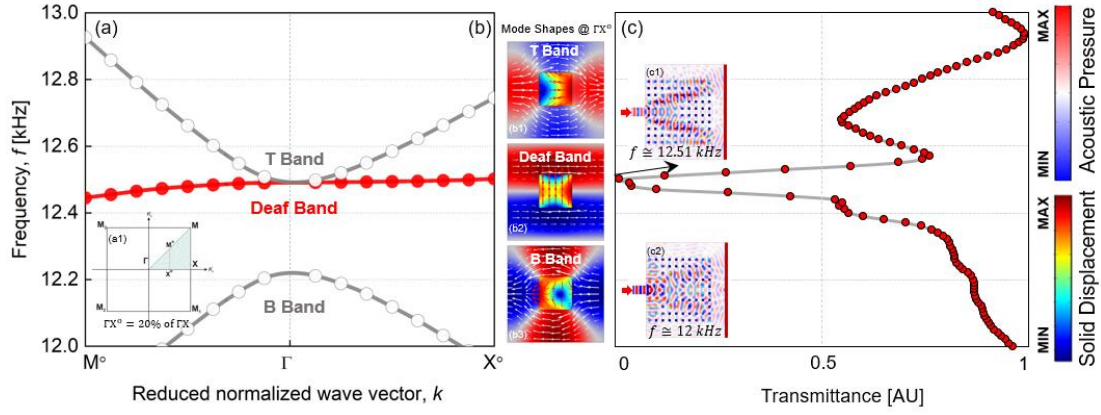 (a)
13.0
12.8
12.6
12.4
12.2
12.0
Frequency, f [kHz]
T Band
Deaf Band
B Band
(a1)
M
M°
Γ
X°
X
ΓX° = 20% of ΓX
M°
Γ
X°
Reduced normalized wave vector, k
(b)
Mode Shapes @ ΓX°
T Band
(b1)
Deaf Band
(b2)
B Band
(b3)
(c)
(c1)
f ≅ 12.51 kHz
(c2)
f ≅ 12 kHz
0
0.5
1
Transmittance [AU]
MAX
MIN
Acoustic Pressure
MAX
MIN
Solid Displacement